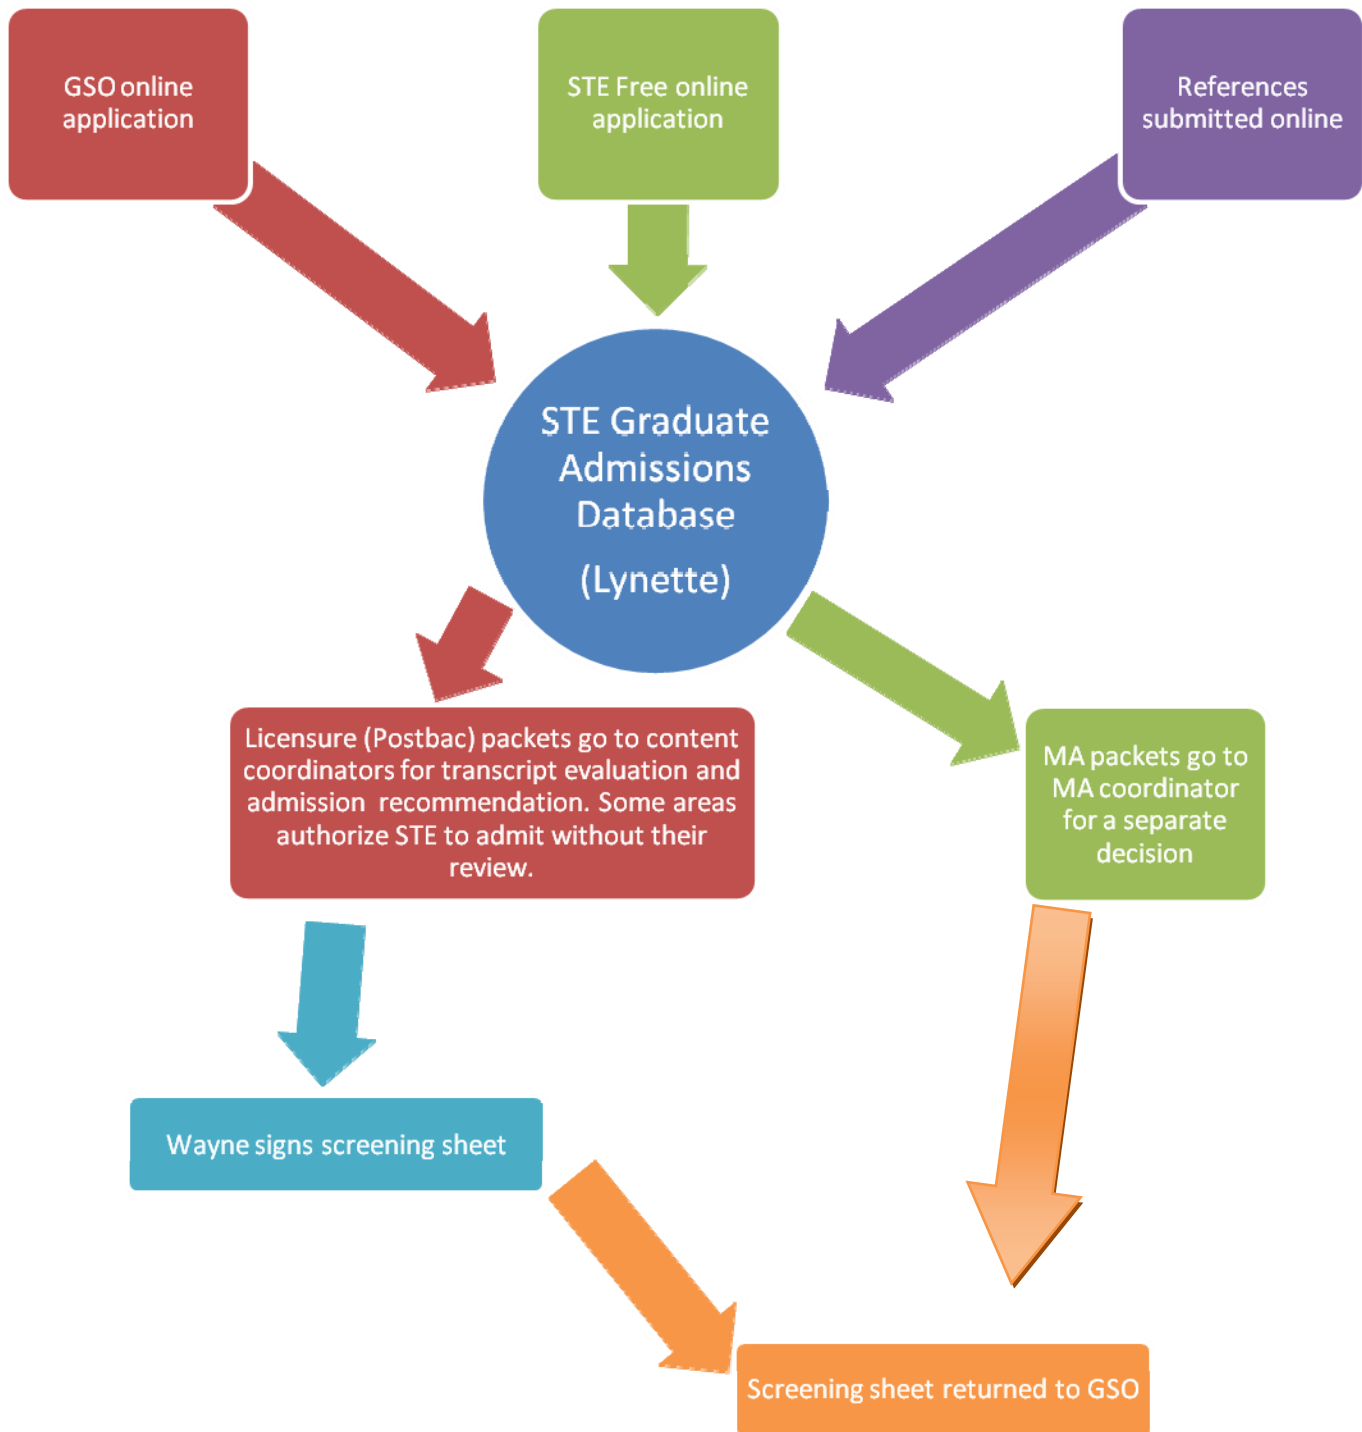 GSO online
application
STE Free online
application
References
submitted online
STE Graduate
Admissions
Database
(Lynette)
Licensure (Postbac) packets go to content
coordinators for transcript evaluation and
admission recommendation. Some areas
authorize STE to admit without their
review.
MA packets go to
MA coordinator
for a separate
decision
Wayne signs screening sheet
Screening sheet returned to GSO